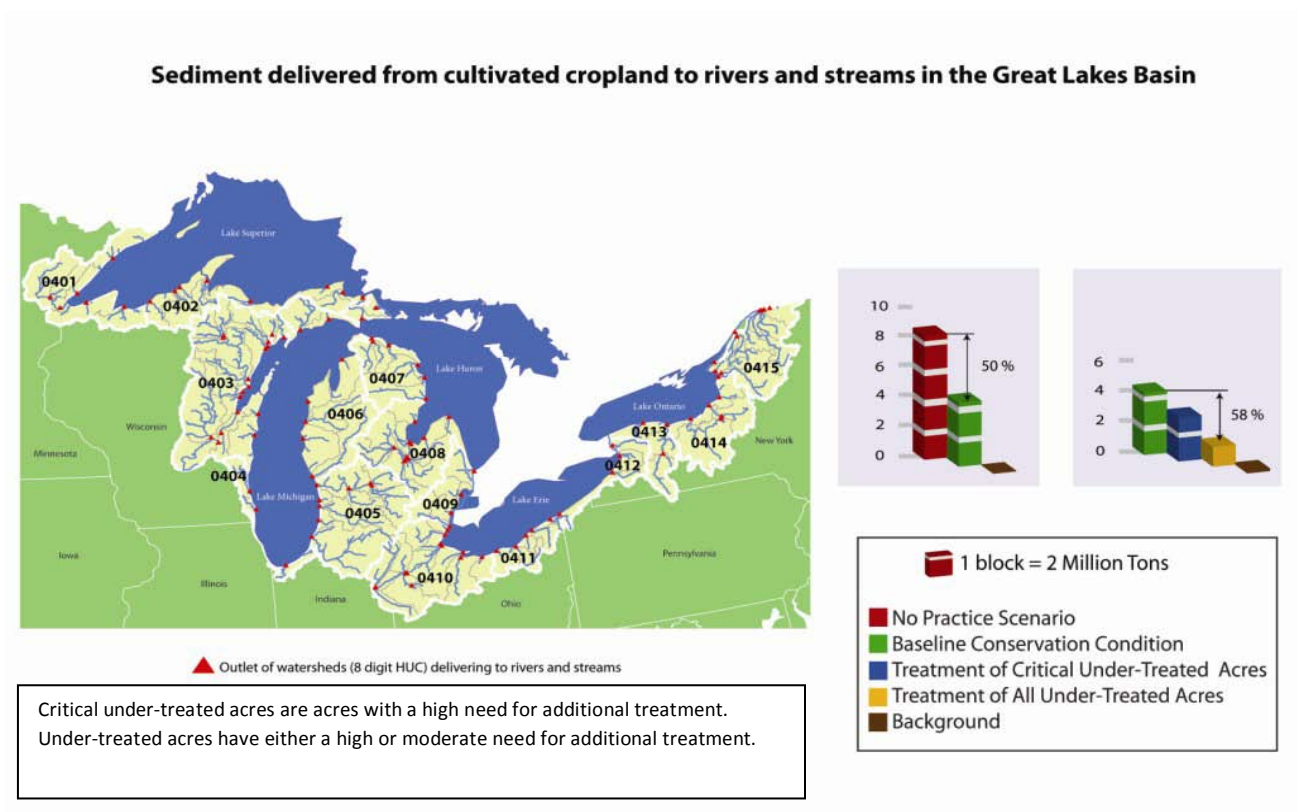 Sediment delivered from cultivated cropland to rivers and streams in the Great Lakes Basin
Lake Superior
0401
0402
0403
0407
Lake Huron
0406
0415
Lake Ontario
Wisconsin
0413
0414
New York
Minnesota
0408
0412
0404
Lake Michigan
0409
Lake Erie
0405
Iowa
0411
Pennsylvania
Illinois
0410
Indiana
Ohio
Outlet of watersheds (8 digit HUC) delivering to rivers and streams
Critical under-treated acres are acres with a high need for additional treatment.
Under-treated acres have either a high or moderate need for additional treatment.
10
8
6
4
2
0
50 %
6
4
2
0
58 %
1 block = 2 Million Tons
No Practice Scenario
Baseline Conservation Condition
Treatment of Critical Under-Treated Acres
Treatment of All Under-Treated Acres
Background